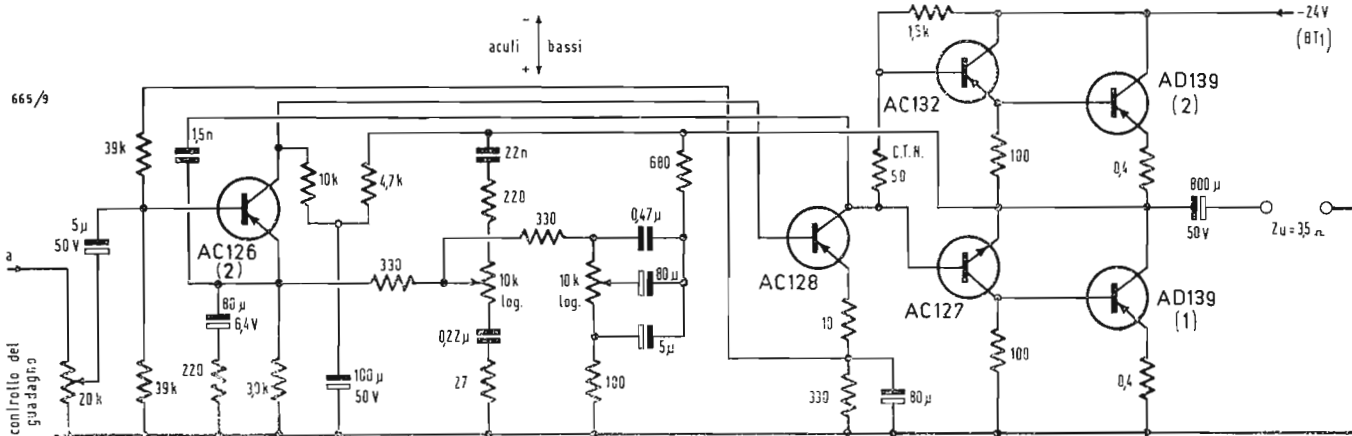 665/9
aculi
−
+
bassi
−24V
(BT1)
1,5k
AC132
AD139
(2)
39k
1,5n
10k
4,7k
22n
220
680
C.T.N.
50
100
0,4
800µ
50V
Zu=3,5 Ω
5µ
50V
AC126
(2)
330
330
0,47µ
10k
log.
10k
log.
80µ
5µ
AC128
AC127
AD139
(1)
a
80µ
6,4V
0,22µ
10
100
0,4
controllo del
guadagno
20k
39k
220
100µ
50V
27
100
330
80µ